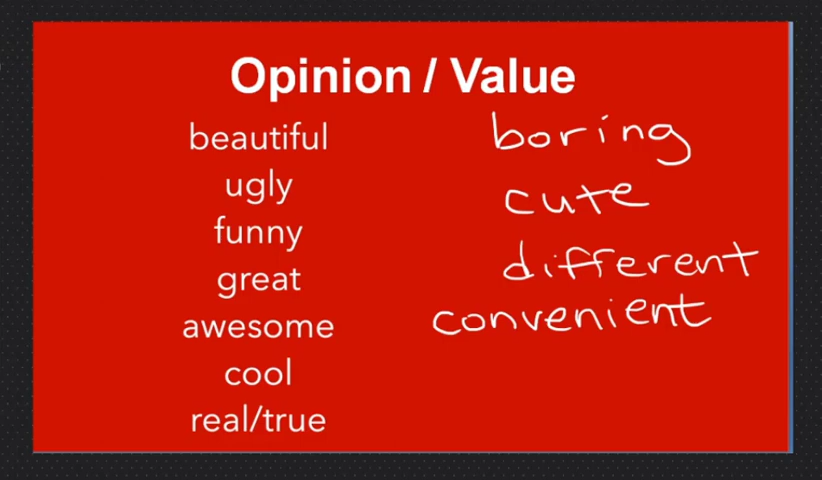 Opinion / Value
beautiful
ugly
funny
great
awesome
cool
real/true
boring
cute
different
convenient